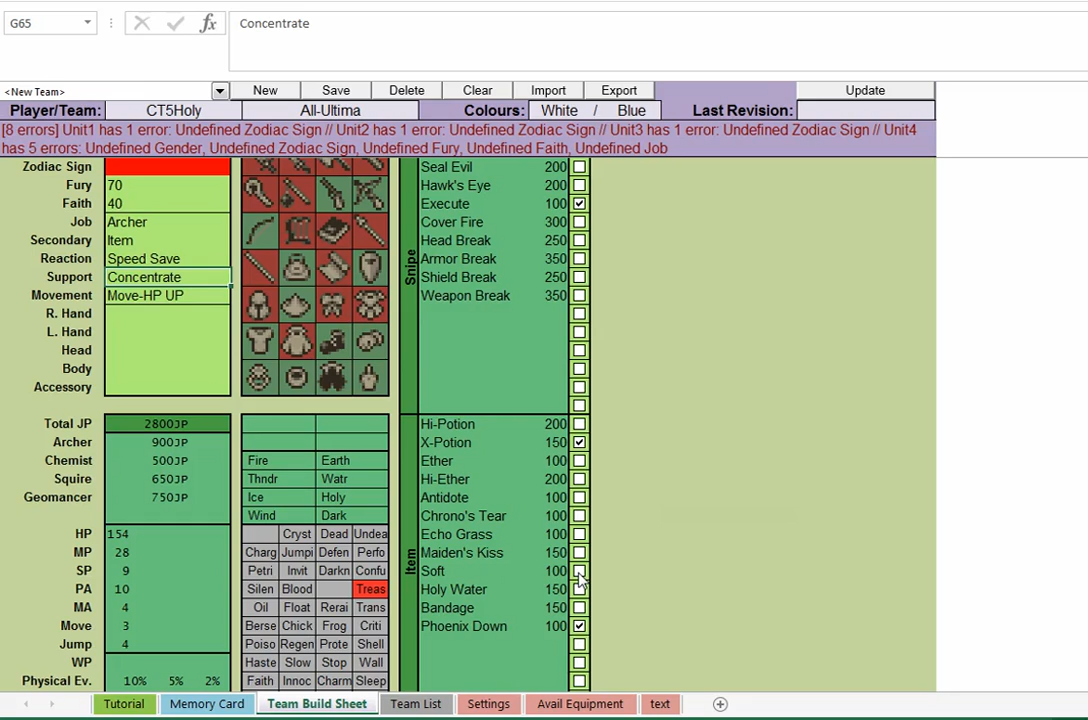 G65 fx Concentrate
<New Team> New Save Delete Clear Import Export Update
Player/Team: CT5Holy All-Ultima Colours: White / Blue Last Revision:
[8 errors] Unit1 has 1 error: Undefined Zodiac Sign // Unit2 has 1 error: Undefined Zodiac Sign // Unit3 has 1 error: Undefined Zodiac Sign // Unit4
has 5 errors: Undefined Gender, Undefined Zodiac Sign, Undefined Fury, Undefined Faith, Undefined Job
Zodiac Sign Seal Evil 200
Fury 70 Hawk's Eye 200
Faith 40 Execute 100
Job Archer Cover Fire 300
Secondary Item Head Break 250
Reaction Speed Save Snipe Armor Break 350
Support Concentrate Shield Break 250
Movement Move-HP UP Weapon Break 350
R. Hand
L. Hand
Head
Body
Accessory
Total JP 2800JP Hi-Potion 200
Archer 900JP X-Potion 150
Chemist 500JP Fire Earth Ether 100
Squire 650JP Thndr Watr Hi-Ether 200
Geomancer 750JP Ice Holy Antidote 100
Wind Dark Chrono's Tear 100
HP 154 Cryst Dead Undea Echo Grass 100
MP 28 Charg Jumpi Defen Perfo Item Maiden's Kiss 150
SP 9 Petri Invit Darkn Confu Soft 100
PA 10 Silen Blood Treas Holy Water 150
MA 4 Oil Float Rerai Trans Bandage 150
Move 3 Berse Chick Frog Criti Phoenix Down 100
Jump 4 Poiso Regen Prote Shell
WP Haste Slow Stop Wall
Physical Ev. 10% 5% 2% Faith Innoc Charm Sleep
Tutorial Memory Card Team Build Sheet Team List Settings Avail Equipment text